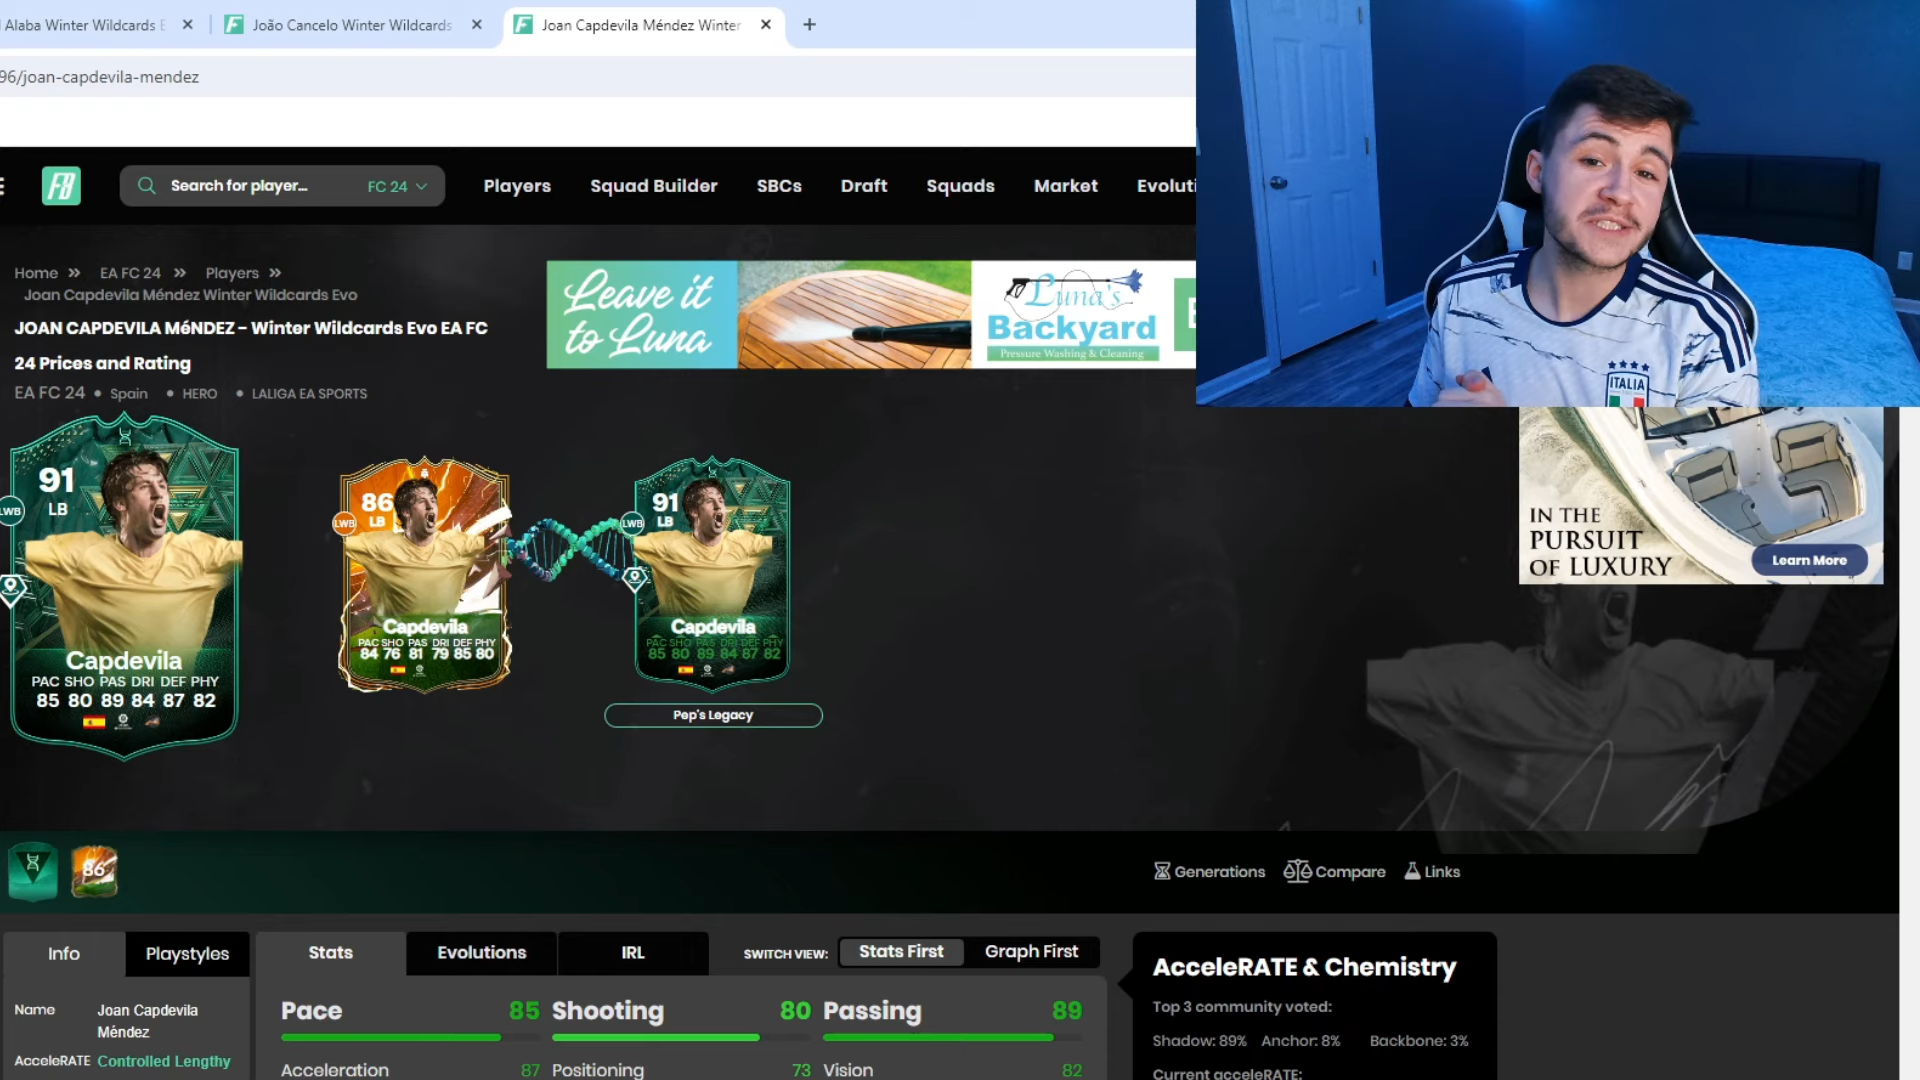 Alaba Winter Wildcards E
João Cancelo Winter Wildcards
Joan Capdevila Méndez Winter
96/joan-capdevila-mendez
Search for player...
FC 24
Players
Squad Builder
SBCs
Draft
Squads
Market
Evoluti
Home » EA FC 24 » Players »
Joan Capdevila Méndez Winter Wildcards Evo
JOAN CAPDEVILA MéNDEZ - Winter Wildcards Evo EA FC
24 Prices and Rating
EA FC 24 • Spain • HERO • LALIGA EA SPORTS
Leave it
to Luna
Luna's
Backyard
Pressure Washing & Cleaning
ITALIA
IN THE
PURSUIT
OF LUXURY
Learn More
91
LB
LWB
Capdevila
PAC SHO PAS DRI DEF PHY
85 80 89 84 87 82
86
LB
LWB
Capdevila
PAC SHO PAS DRI DEF PHY
84 76 81 79 85 80
91
LB
LWB
Capdevila
PAC SHO PAS DRI DEF PHY
85 80 89 84 87 82
Pep's Legacy
86
Generations
Compare
Links
Info
Playstyles
Stats
Evolutions
IRL
SWITCH VIEW:
Stats First
Graph First
Name
Joan Capdevila
Méndez
AcceleRATE
Controlled Lengthy
Pace 85
Shooting 80
Passing 89
Acceleration 87
Positioning 73
Vision 82
AcceleRATE & Chemistry
Top 3 community voted:
Shadow: 89% Anchor: 8% Backbone: 3%
Current acceleRATE: